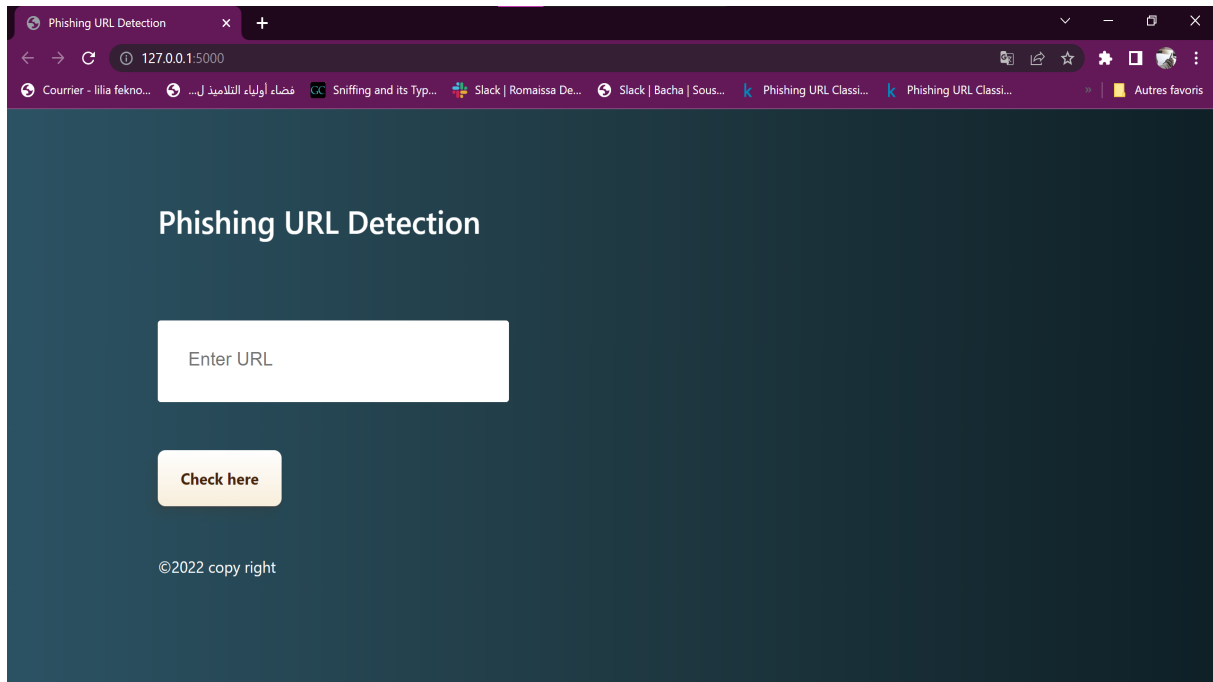 Phishing URL Detection
127.0.0.1:5000
Courrier - lilia fekno...
فضاء أولياء التلاميذ ل...
GC
Sniffing and its Typ...
Slack | Romaissa De...
Slack | Bacha | Sous...
k
Phishing URL Classi...
k
Phishing URL Classi...
»
Autres favoris
Phishing URL Detection
Enter URL
Check here
©2022 copy right